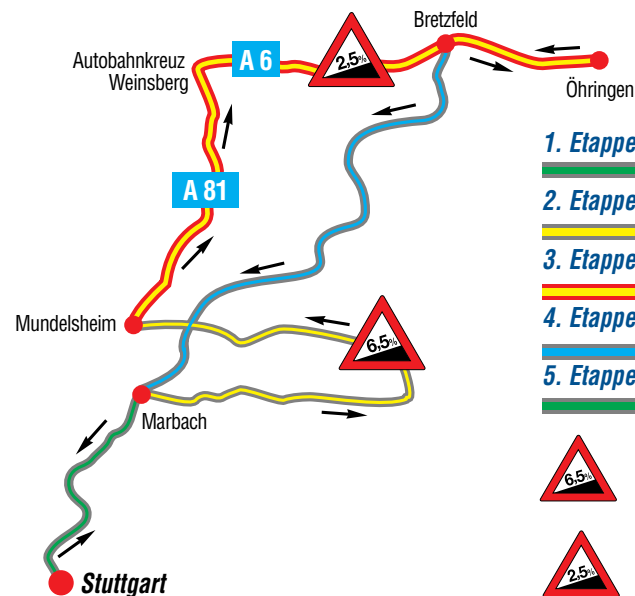 Bretzfeld
Autobahnkreuz
Weinsberg
A 6
2,5%
Öhringen
1. Etappe
A 81
2. Etappe
3. Etappe
Mundelsheim
4. Etappe
6,5%
5. Etappe
Marbach
6,5%
2,5%
Stuttgart